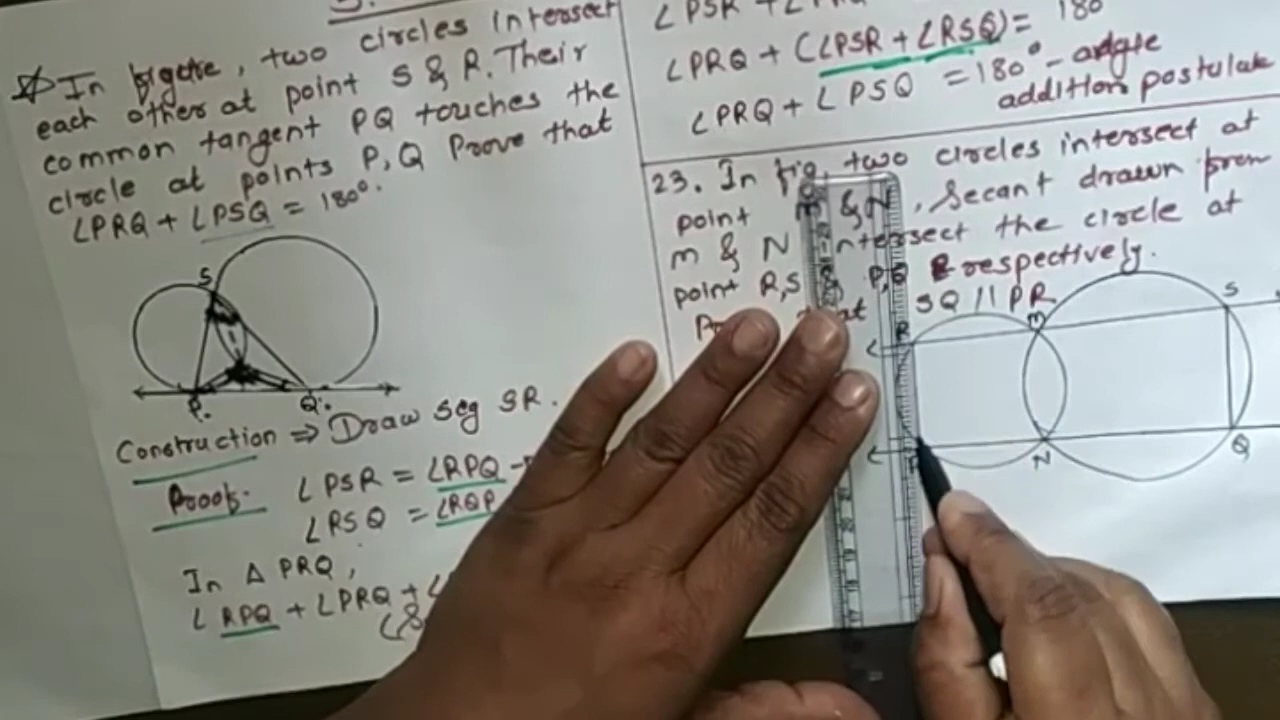 ☆ In figure, two circles intersect
each other at point S & R. Their
common tangent PQ touches the
circle at points P, Q Prove that
∠PRQ + ∠PSQ = 180°.
S
P.
Q.
Construction ⇒ Draw seg SR.
Proof:-
∠PSR = ∠RPQ -
∠RSQ = ∠RQP
In Δ PRQ,
∠RPQ + ∠PRQ + ∠
∠PSR +
∠PRQ + (∠PSR + ∠RSQ) = 180
∠PRQ + ∠PSQ = 180° - angle
addition postulate
23. In fig, two circles intersect at
point M & N, Secant drawn from
M & N intersect the circle at
point R, S & P, Q respectively.
SQ // PR
R
M
S
P
N
Q